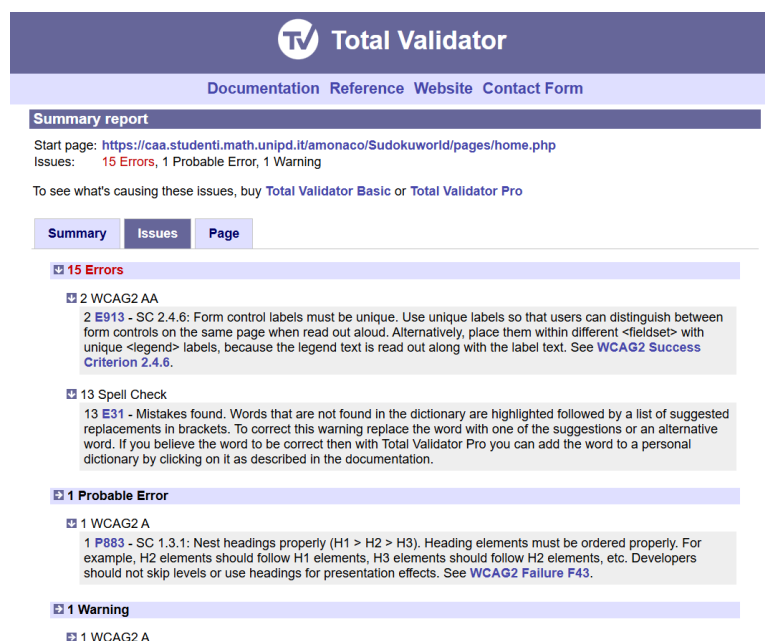 TV Total Validator
Documentation Reference Website Contact Form
Summary report
Start page: https://caa.studenti.math.unipd.it/amonaco/Sudokuworld/pages/home.php
Issues: 15 Errors, 1 Probable Error, 1 Warning
To see what's causing these issues, buy Total Validator Basic or Total Validator Pro
Summary Issues Page
15 Errors
2 WCAG2 AA
2 E913 - SC 2.4.6: Form control labels must be unique. Use unique labels so that users can distinguish between
form controls on the same page when read out aloud. Alternatively, place them within different <fieldset> with
unique <legend> labels, because the legend text is read out along with the label text. See WCAG2 Success
Criterion 2.4.6.
13 Spell Check
13 E31 - Mistakes found. Words that are not found in the dictionary are highlighted followed by a list of suggested
replacements in brackets. To correct this warning replace the word with one of the suggestions or an alternative
word. If you believe the word to be correct then with Total Validator Pro you can add the word to a personal
dictionary by clicking on it as described in the documentation.
1 Probable Error
1 WCAG2 A
1 P883 - SC 1.3.1: Nest headings properly (H1 > H2 > H3). Heading elements must be ordered properly. For
example, H2 elements should follow H1 elements, H3 elements should follow H2 elements, etc. Developers
should not skip levels or use headings for presentation effects. See WCAG2 Failure F43.
1 Warning
1 WCAG2 A